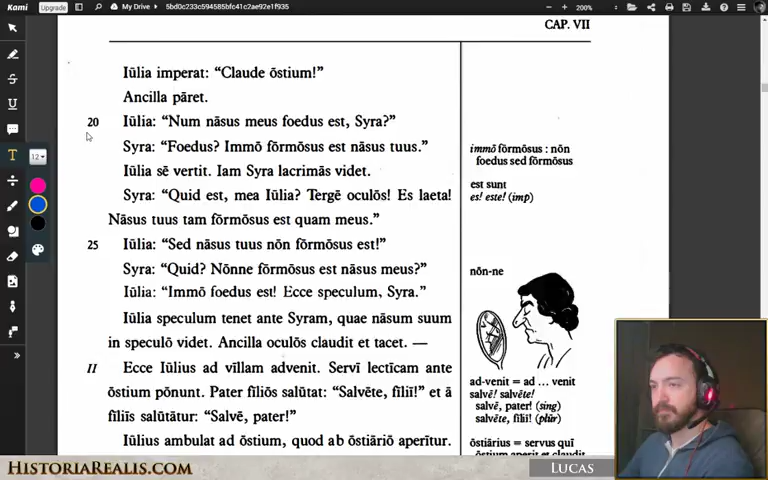 Kami
Upgrade
My Drive
5bd0c233c594585bfc41c2ae92e1f935
200%
CAP. VII
Iūlia imperat: “Claude ōstium!”
Ancilla pāret.
20 Iūlia: “Num nāsus meus foedus est, Syra?”
Syra: “Foedus? Immō fōrmōsus est nāsus tuus.”
Iūlia sē vertit. Iam Syra lacrimās videt.
Syra: “Quid est, mea Iūlia? Tergē oculōs! Es laeta!
Nāsus tuus tam fōrmōsus est quam meus.”
25 Iūlia: “Sed nāsus tuus nōn fōrmōsus est!”
Syra: “Quid? Nōnne fōrmōsus est nāsus meus?”
Iūlia: “Immō foedus est! Ecce speculum, Syra.”
Iūlia speculum tenet ante Syram, quae nāsum suum
in speculō videt. Ancilla oculōs claudit et tacet. —
II Ecce Iūlius ad vīllam advenit. Servī lectīcam ante
ōstium pōnunt. Pater fīliōs salūtat: “Salvēte, fīliī!” et ā
fīliīs salūtātur: “Salvē, pater!”
Iūlius ambulat ad ōstium, quod ab ōstiāriō aperītur.
immō fōrmōsus: nōn
foedus sed fōrmōsus
est sunt
es! este! (imp)
nōn-ne
ad-venit = ad ... venit
salvē! salvēte!
salvē, pater! (sing)
salvēte, fīliī! (plūr)
ōstiārius = servus quī
ōstium aperit et claudit
T
12
HISTORIAREALIS.COM
LUCAS